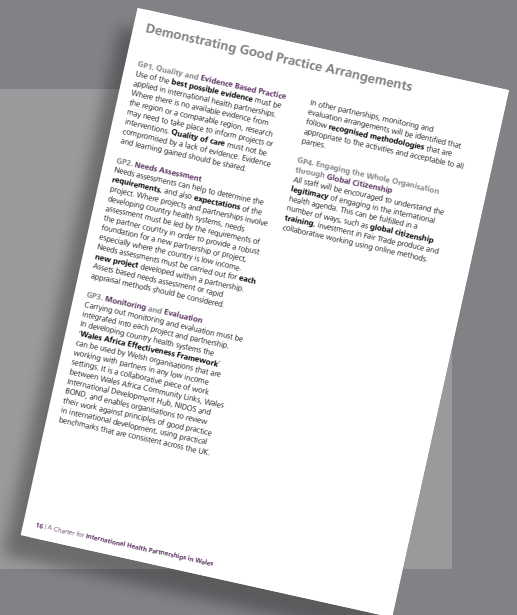 Demonstrating Good Practice Arrangements
GP1. Quality and Evidence Based Practice
Use of the best possible evidence must be
applied in international health partnerships.
Where there is no available evidence from
the region or a comparable region, research
may need to take place to inform projects or
interventions. Quality of care must not be
compromised by a lack of evidence. Evidence
and learning gained should be shared.
GP2. Needs Assessment
Needs assessments can help to determine the
requirements, and also expectations of the
project. Where projects and partnerships involve
developing country health systems, needs
assessment must be led by the requirements of
the partner country in order to provide a robust
foundation for a new partnership or project,
especially where the country is low income.
Needs assessments must be carried out for each
new project developed within a partnership.
Assets based needs assessment or rapid
appraisal methods should be considered.
GP3. Monitoring and Evaluation
Carrying out monitoring and evaluation must be
integrated into each project and partnership.
In developing country health systems the
'Wales Africa Effectiveness Framework'
can be used by Welsh organisations that are
working with partners in any low income
settings. It is a collaborative piece of work
between Wales Africa Community Links, Wales
International Development Hub, NIDOS and
BOND, and enables organisations to review
their work against principles of good practice
in international development, using practical
benchmarks that are consistent across the UK.
In other partnerships, monitoring and
evaluation arrangements will be identified that
follow recognised methodologies that are
appropriate to the activities and acceptable to all
parties.
GP4. Engaging the Whole Organisation
through Global Citizenship
All staff will be encouraged to understand the
legitimacy of engaging in the international
health agenda. This can be fulfilled in a
number of ways, such as global citizenship
training, investment in Fair Trade produce and
collaborative working using online methods.
16 | A Charter for International Health Partnerships in Wales